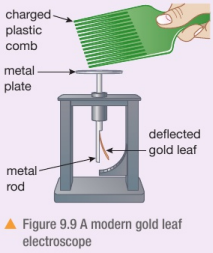 charged
plastic
comb
metal
plate
deflected
gold leaf
metal
rod
▲ Figure 9.9 A modern gold leaf
electroscope